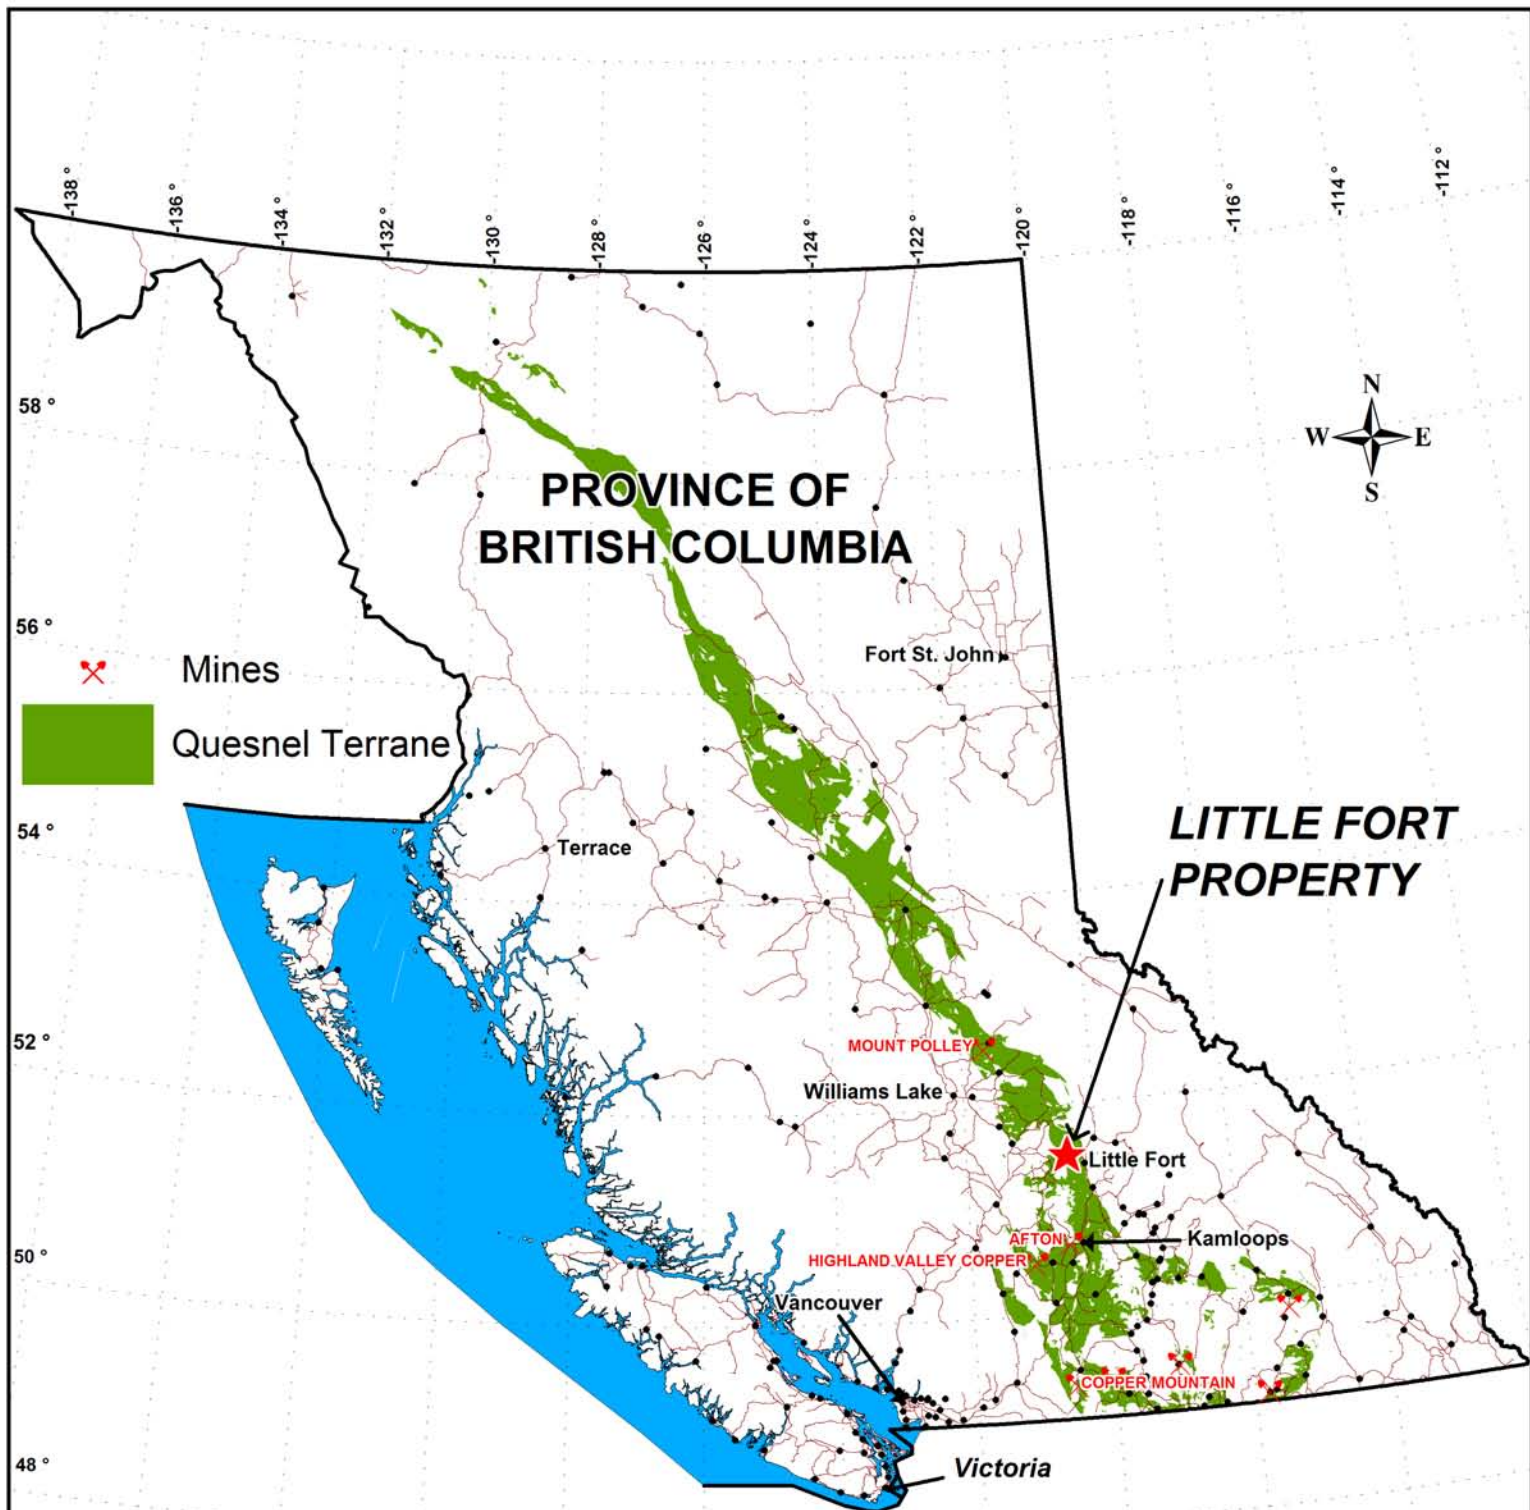 -138 °
-136 °
-134 °
-132 °
-130 °
-128 °
-126 °
-124 °
-122 °
-120 °
-118 °
-116 °
-114 °
-112 °
58 °
N
W E
S
PROVINCE OF
BRITISH COLUMBIA
56 °
Fort St. John
Mines
Quesnel Terrane
54 °
Terrace
LITTLE FORT
PROPERTY
52 °
MOUNT POLLEY
Williams Lake
Little Fort
AFTON
Kamloops
50 °
HIGHLAND VALLEY COPPER
Vancouver
COPPER MOUNTAIN
48 °
Victoria